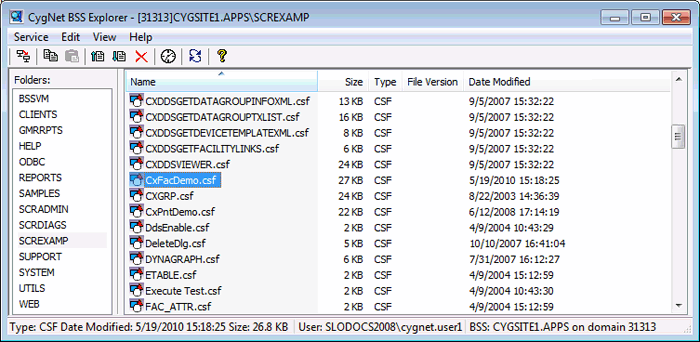 CygNet BSS Explorer - [31313]CYGSITE1.APPS\SCREXAMP
Service Edit View Help
Folders:
BSSVM
CLIENTS
GMRRPTS
HELP
ODBC
REPORTS
SAMPLES
SCRADMIN
SCRDIAGS
SCREXAMP
SUPPORT
SYSTEM
UTILS
WEB
Name Size Type File Version Date Modified
CXDDSGETDATAGROUPINFOXML.csf 13 KB CSF 9/5/2007 15:32:22
CXDDSGETDATAGROUPTXLIST.csf 16 KB CSF 9/5/2007 15:32:22
CXDDSGETDEVICETEMPLATEXML.csf 8 KB CSF 9/5/2007 15:32:22
CXDDSGETFACILITYLINKS.csf 6 KB CSF 9/5/2007 15:32:22
CXDDSVIEWER.csf 24 KB CSF 9/5/2007 15:32:22
CxFacDemo.csf 27 KB CSF 5/19/2010 15:18:25
CXGRP.csf 24 KB CSF 8/22/2003 14:36:39
CxPntDemo.csf 22 KB CSF 6/12/2008 17:14:19
DdsEnable.csf 2 KB CSF 4/9/2004 10:43:29
DeleteDlg.csf 5 KB CSF 10/10/2007 16:41:04
DYNAGRAPH.csf 6 KB CSF 7/31/2007 16:12:27
ETABLE.csf 2 KB CSF 4/9/2004 15:12:59
Execute Test.csf 2 KB CSF 4/9/2004 10:43:30
FAC_ATTR.csf 2 KB CSF 4/9/2004 15:12:59
Type: CSF Date Modified: 5/19/2010 15:18:25 Size: 26.8 KB User: SLODOCS2008\cygnet.user1 BSS: CYGSITE1.APPS on domain 31313